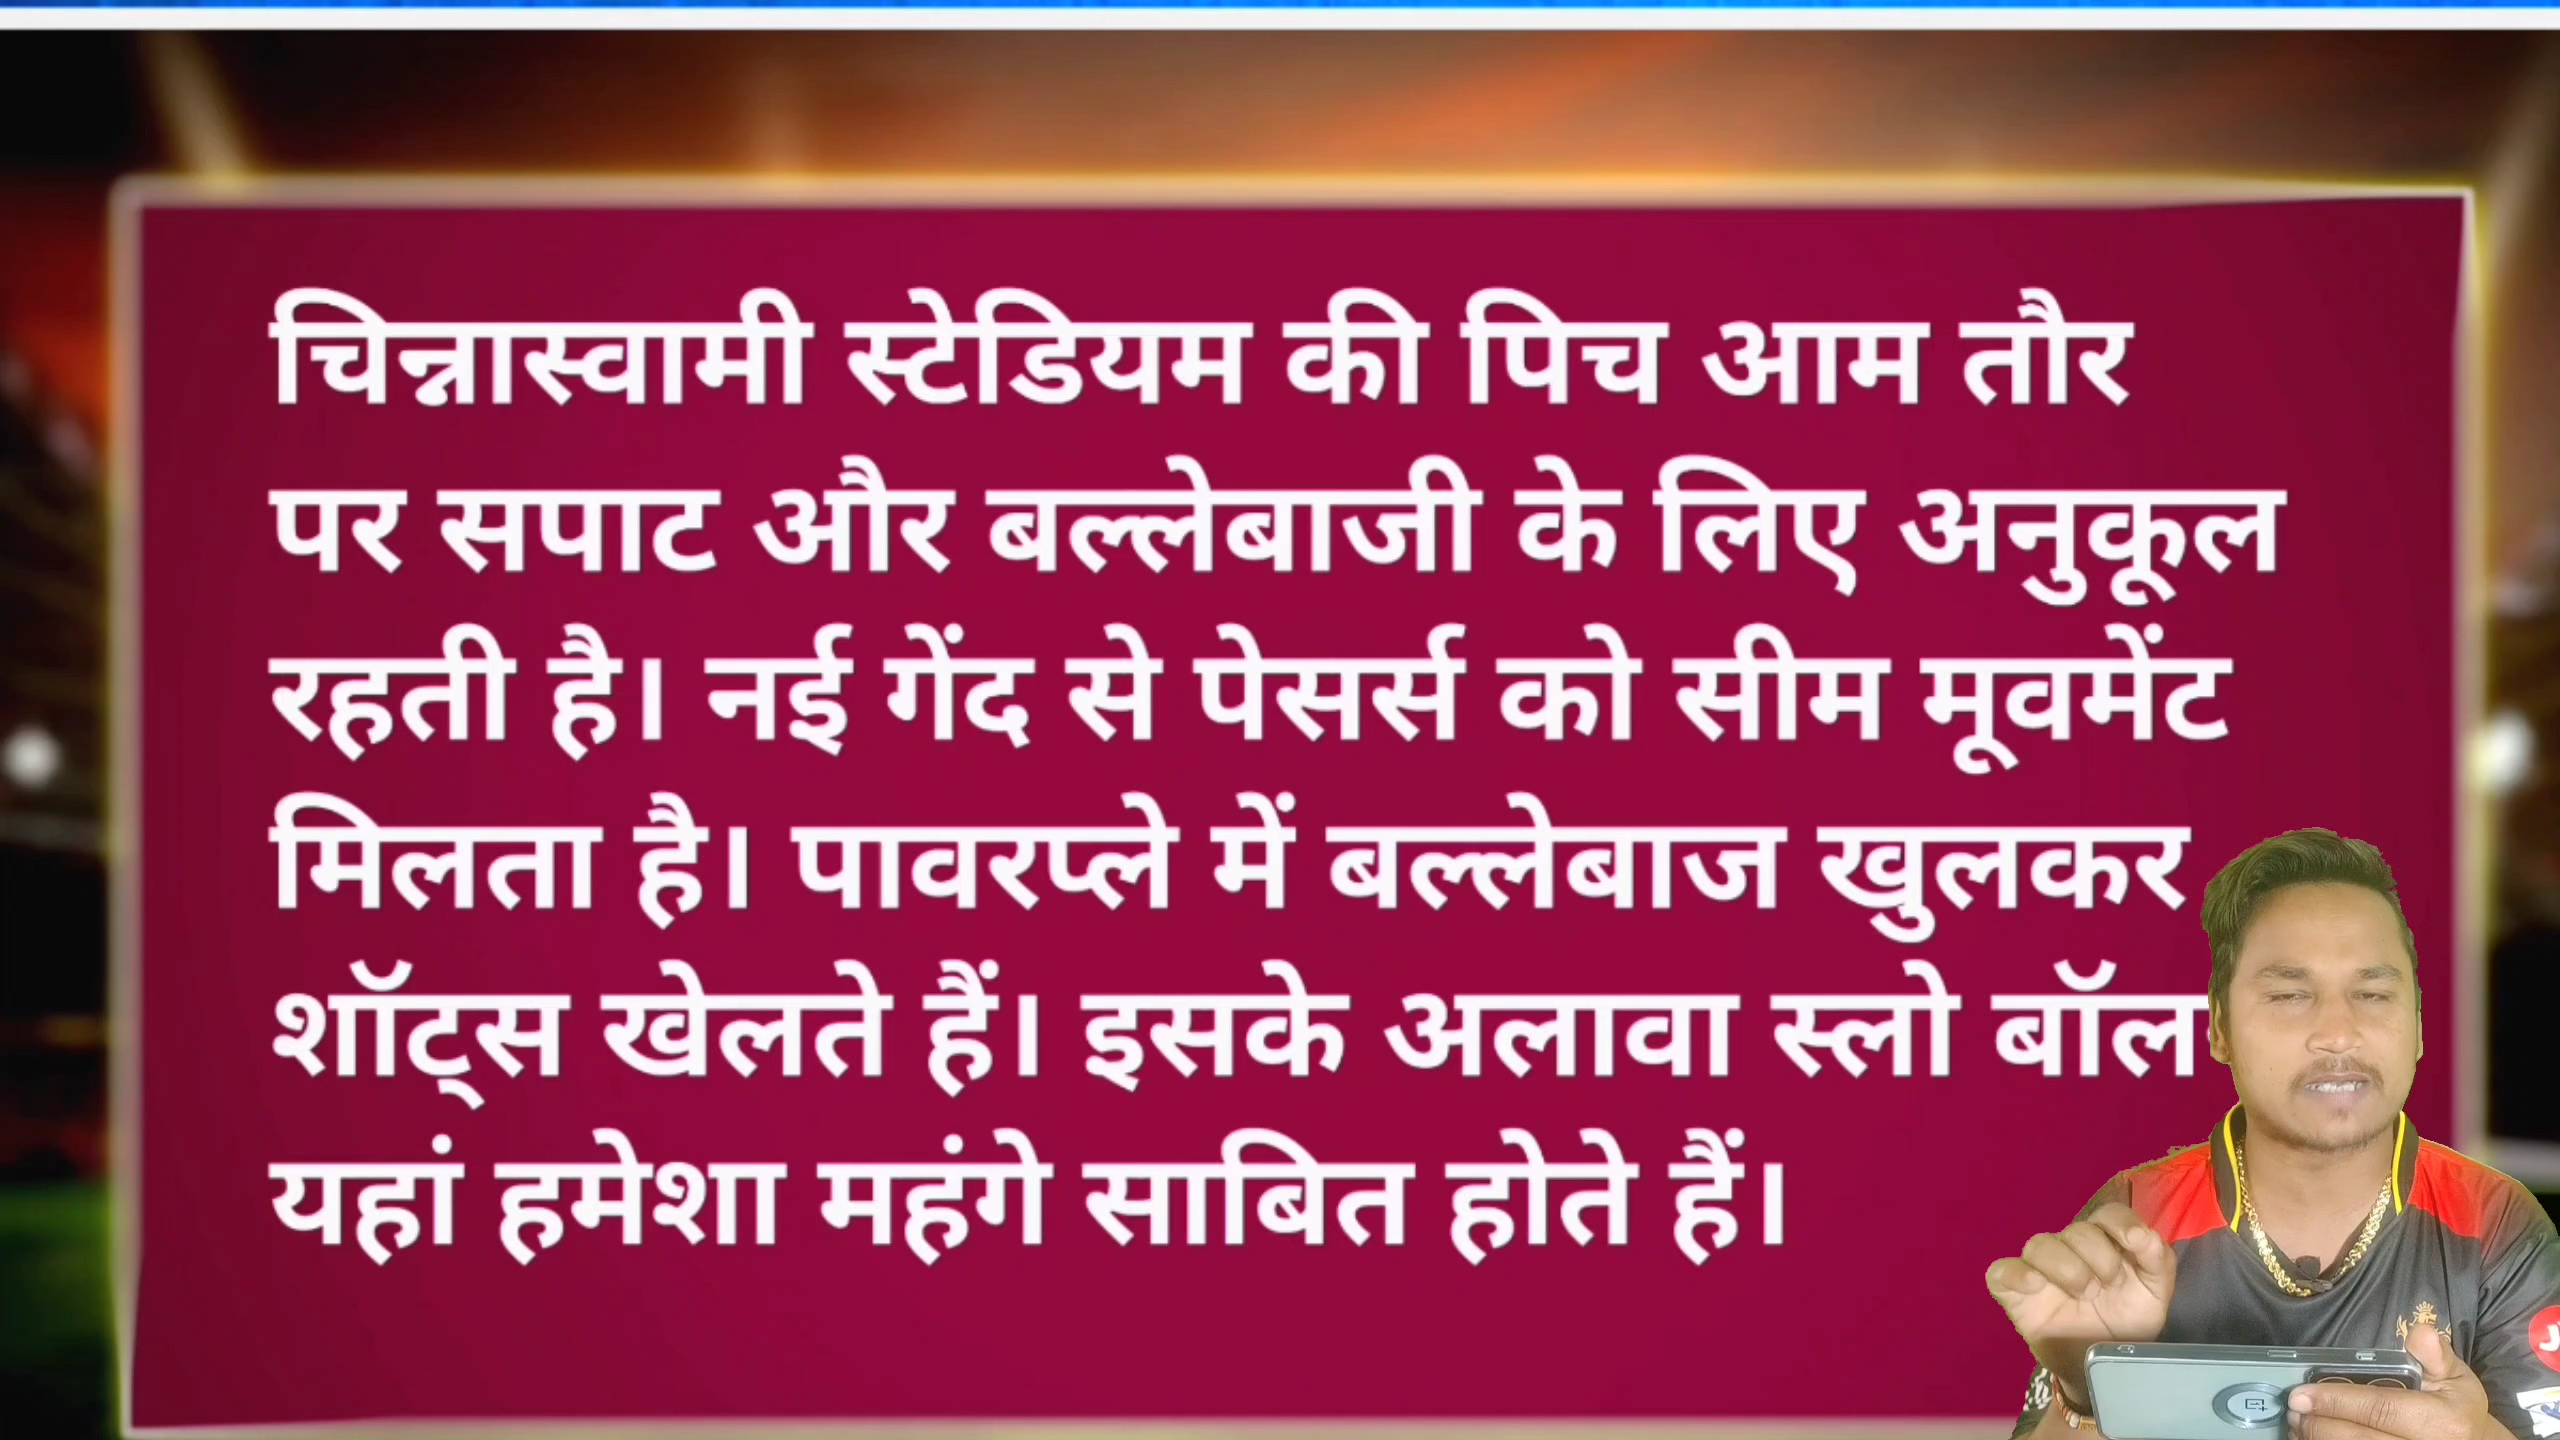 चिन्नास्वामी स्टेडियम की पिच आम तौर
पर सपाट और बल्लेबाजी के लिए अनुकूल
रहती है। नई गेंद से पेसर्स को सीम मूवमेंट
मिलता है। पावरप्ले में बल्लेबाज खुलकर
शॉट्स खेलते हैं। इसके अलावा स्लो
यहां हमेशा महंगे साबित होते हैं।